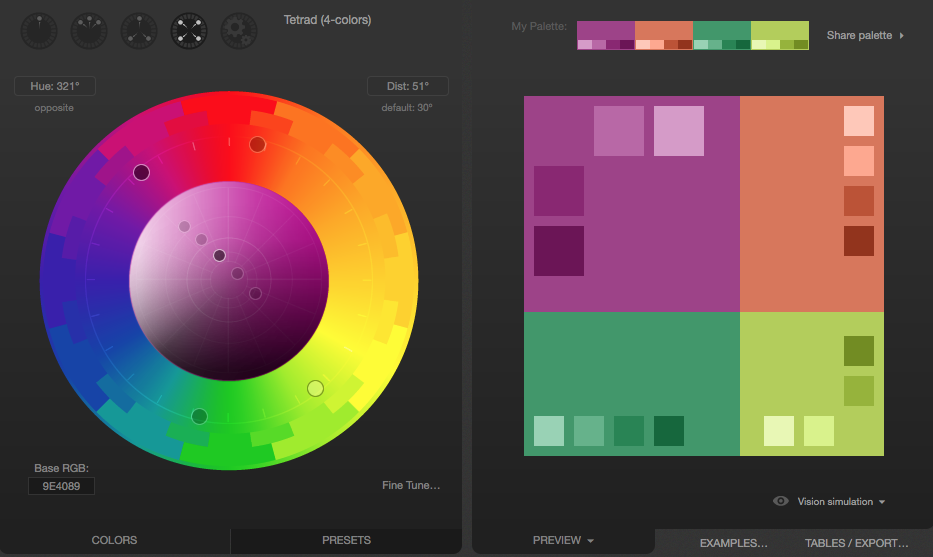 Tetrad (4-colors)
My Palette:
Share palette
Hue: 321°
Dist: 51°
opposite
default: 30°
Base RGB:
9E4089
Fine Tune...
Vision simulation
COLORS
PRESETS
PREVIEW
EXAMPLES...
TABLES / EXPORT...